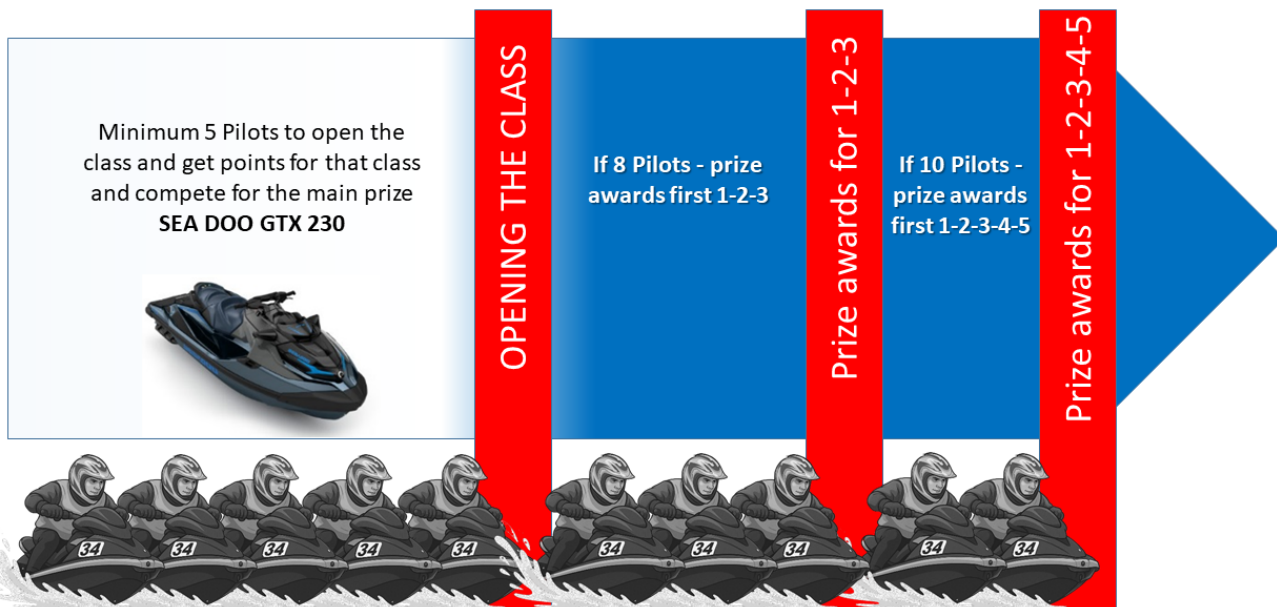 Minimum 5 Pilots to open the
class and get points for that class
and compete for the main prize
SEA DOO GTX 230
OPENING THE CLASS
If 8 Pilots - prize
awards first 1-2-3
Prize awards for 1-2-3
If 10 Pilots -
prize awards
first 1-2-3-4-5
Prize awards for 1-2-3-4-5
34
34
34
34
34
34
34
34
34
34